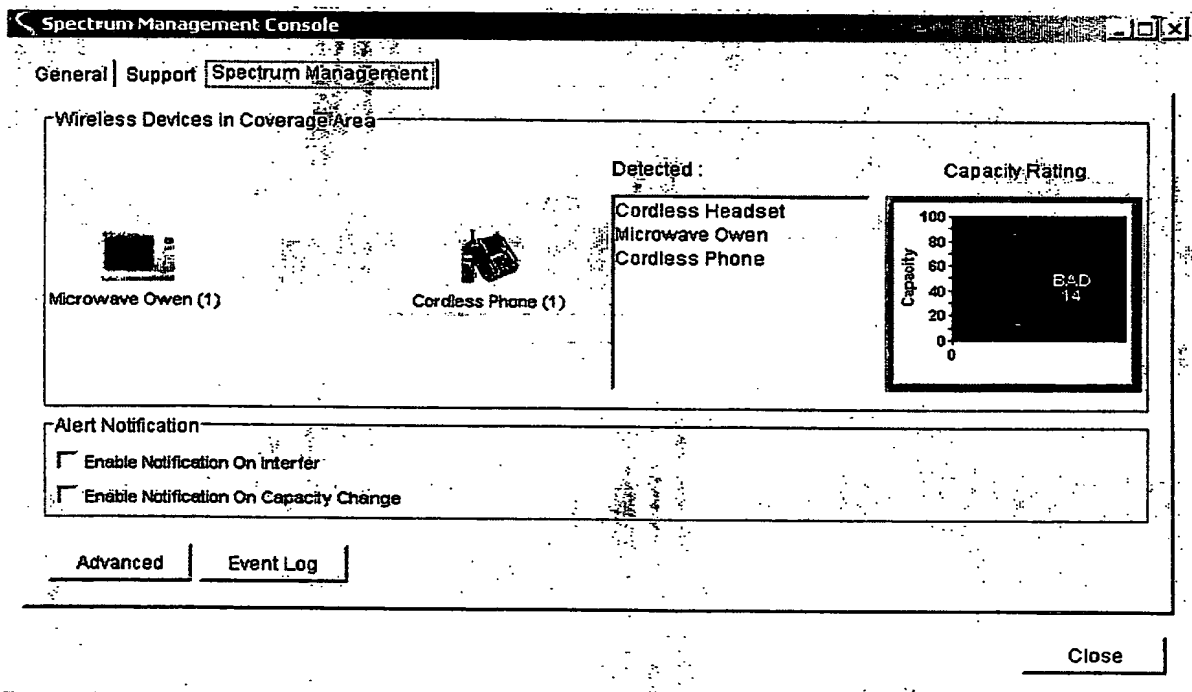 Spectrum Management Console
General Support Spectrum Management
Wireless Devices in Coverage Area
Microwave Owen (1)
Cordless Phone (1)
Detected :
Cordless Headset
Microwave Owen
Cordless Phone
Capacity Rating
Capacity
100
80
60
40
20
0
0
BAD
14
Alert Notification
Enable Notification On Interfer
Enable Notification On Capacity Change
Advanced Event Log
Close